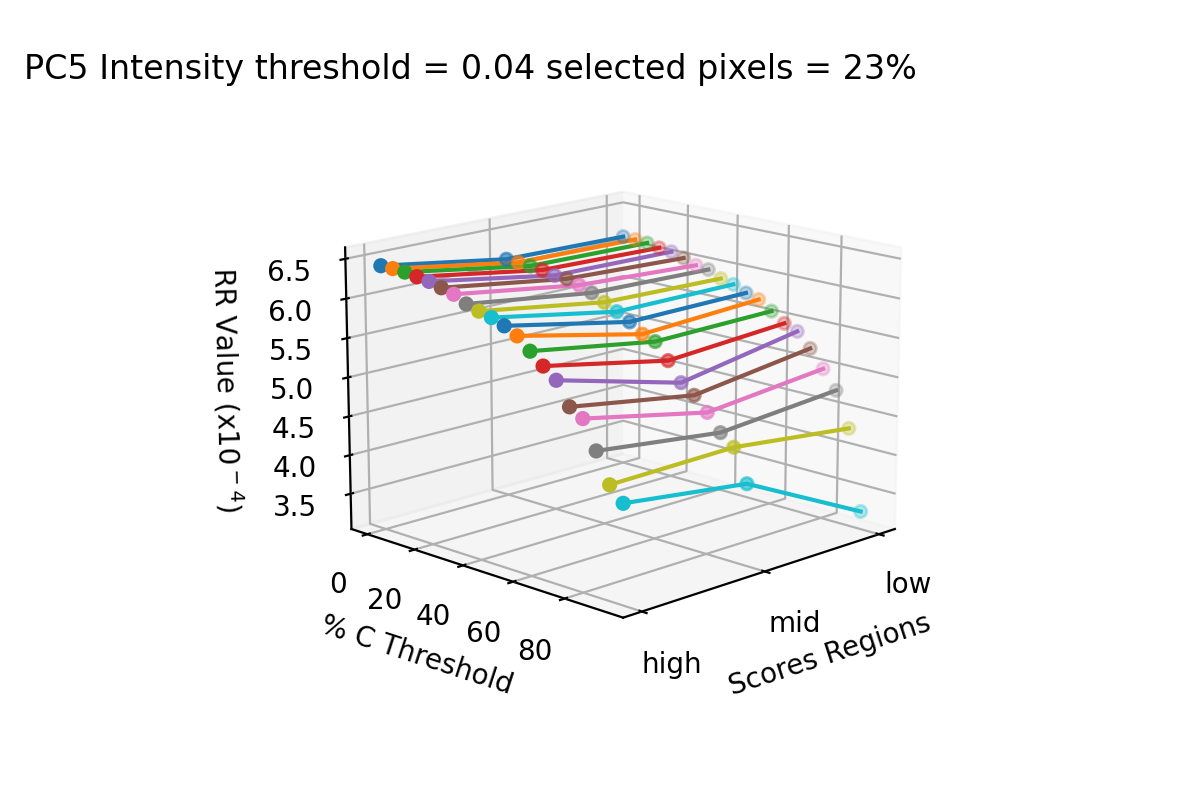 PC5 Intensity threshold = 0.04 selected pixels = 23%
RR Value (x10⁻⁴)
6.5
6.0
5.5
5.0
4.5
4.0
3.5
0
20
40
60
80
% C Threshold
high
mid
low
Scores Regions